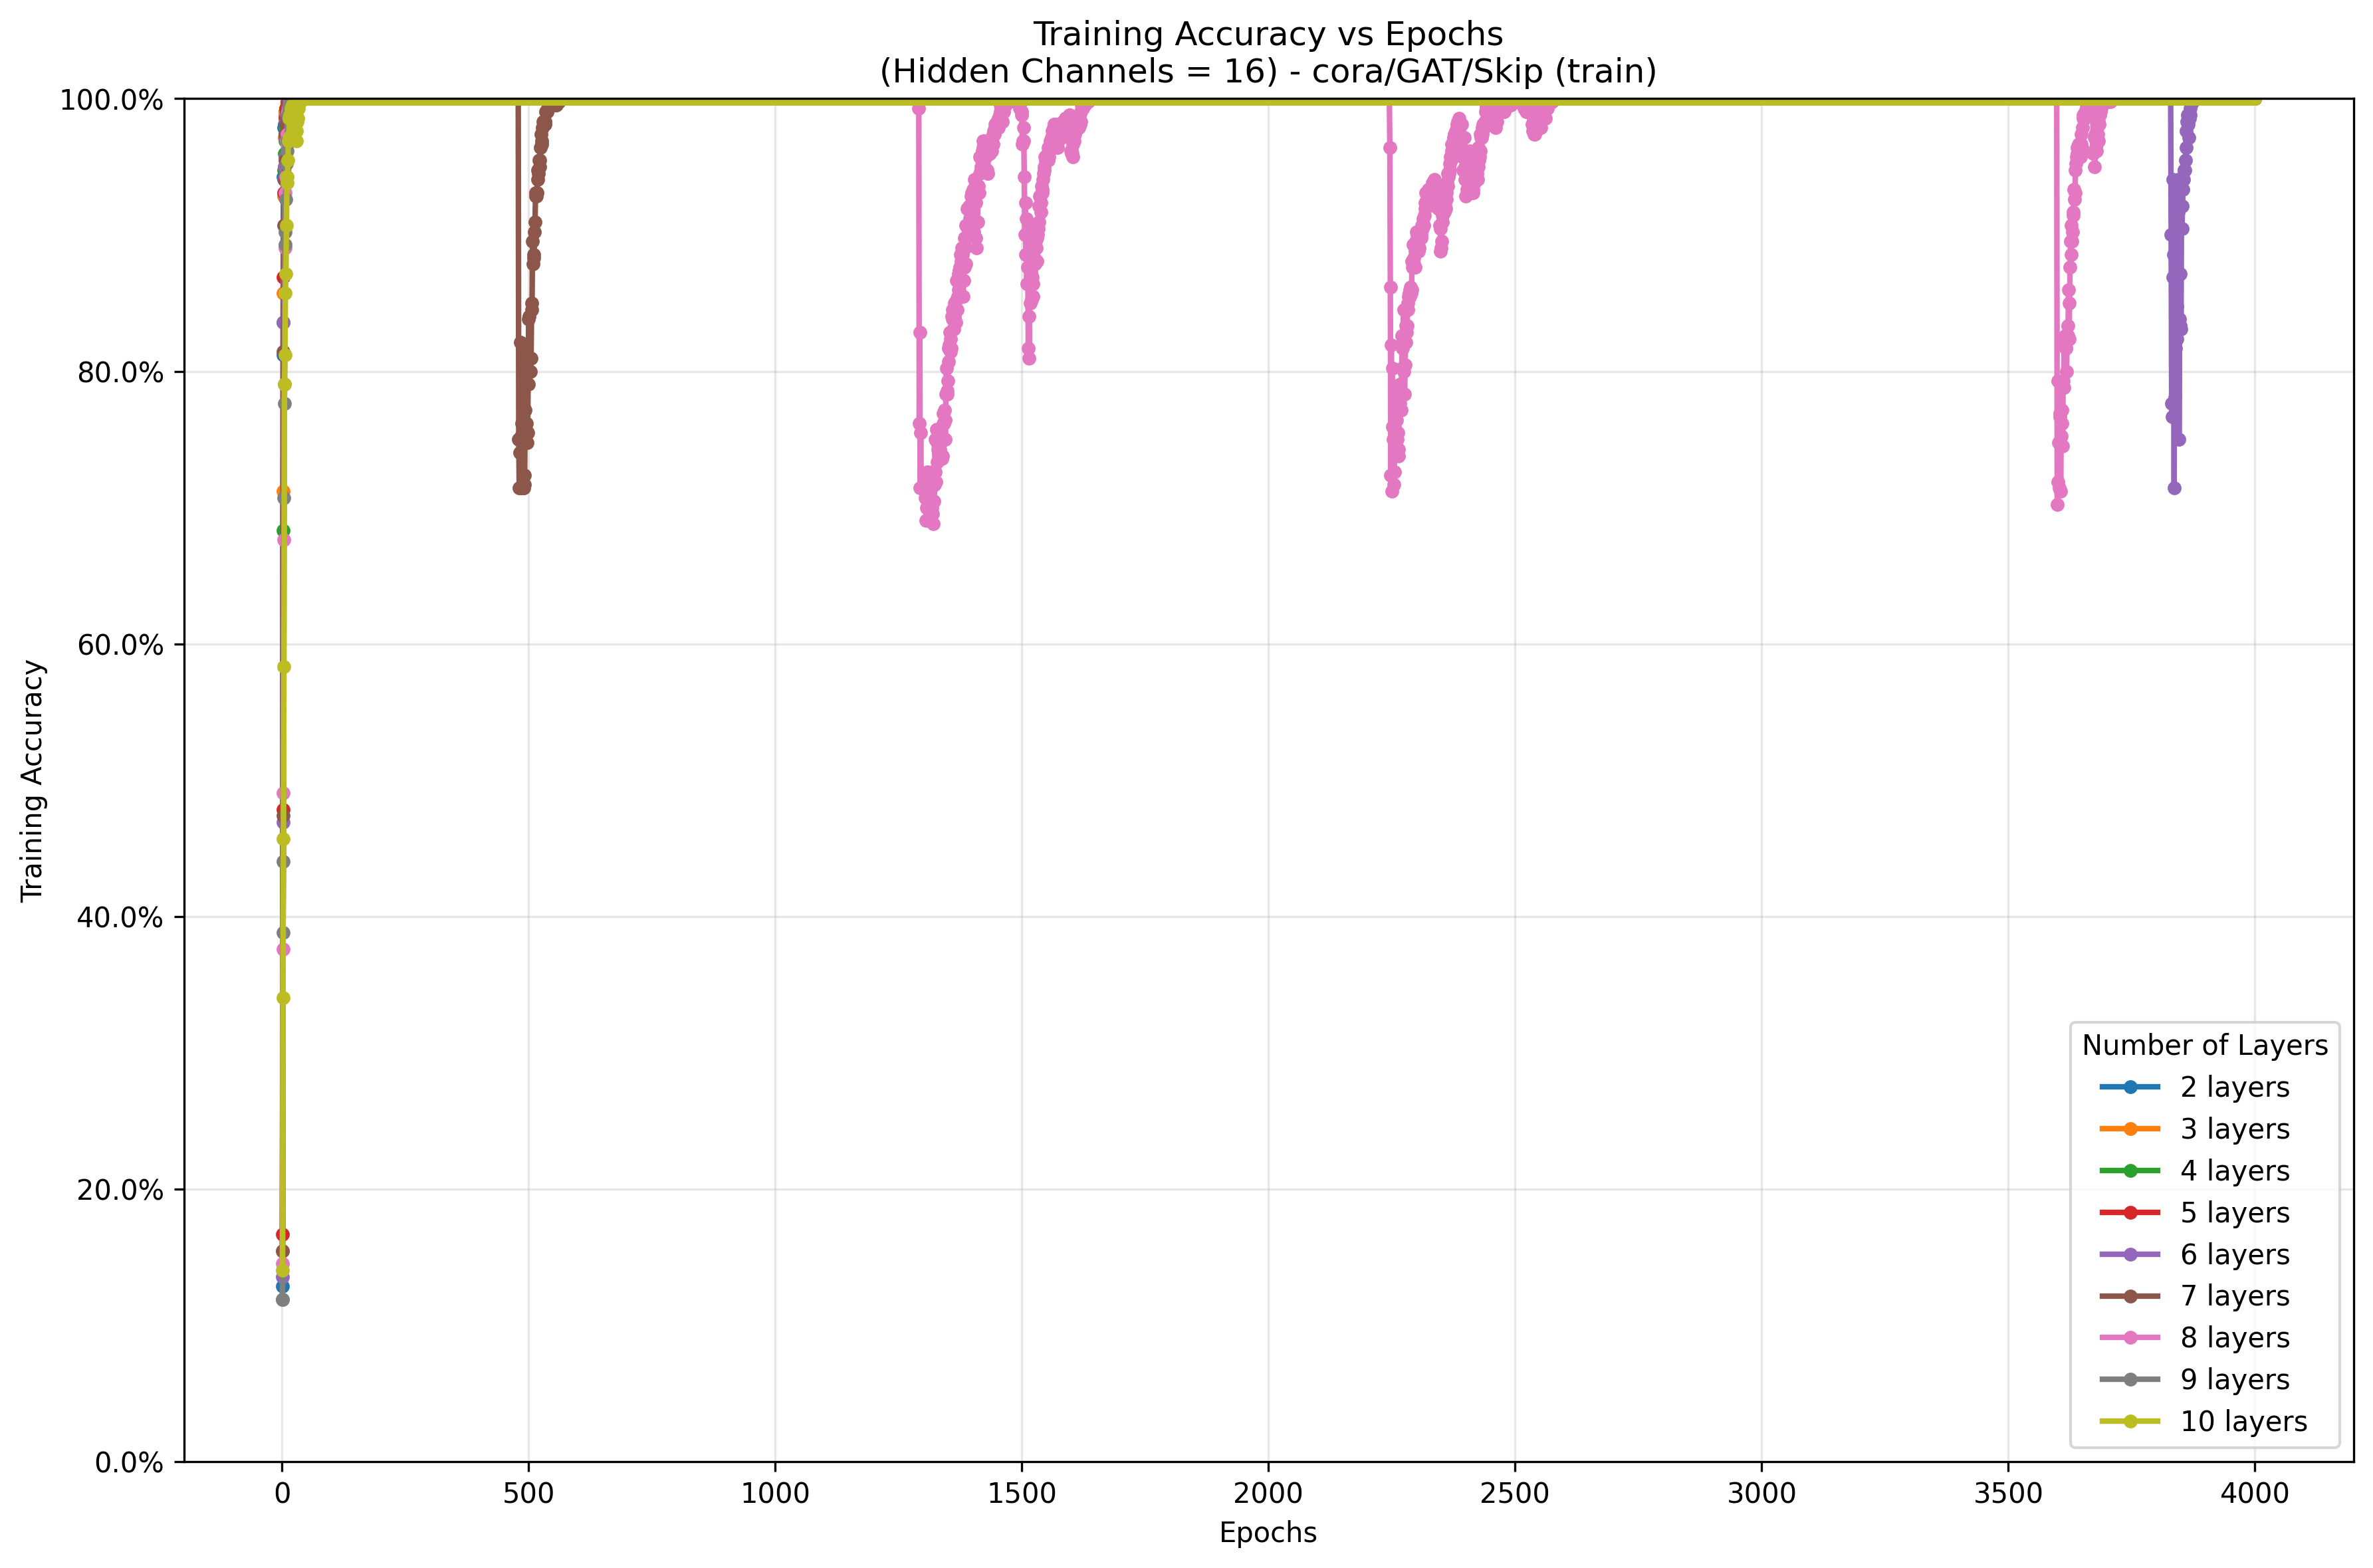 Training Accuracy vs Epochs
(Hidden Channels = 16) - cora/GAT/Skip (train)
Training Accuracy
100.0%
80.0%
60.0%
40.0%
20.0%
0.0%
0
500
1000
1500
2000
2500
3000
3500
4000
Epochs
Number of Layers
2 layers
3 layers
4 layers
5 layers
6 layers
7 layers
8 layers
9 layers
10 layers